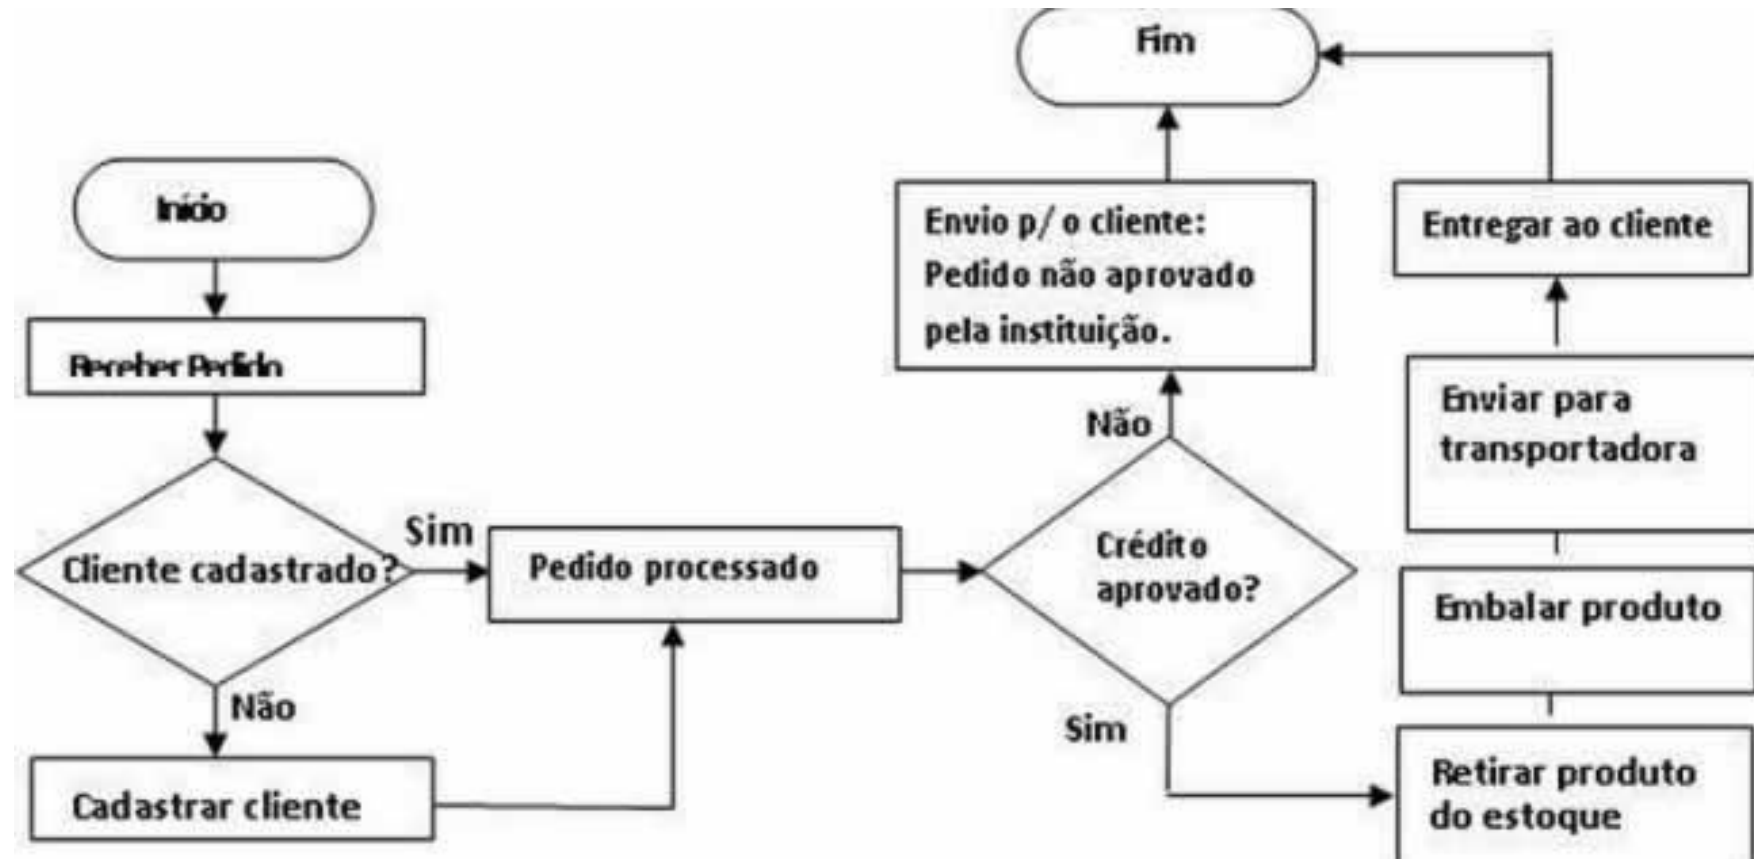 Início
Receber Pedido
Cliente cadastrado?
Sim
Não
Cadastrar cliente
Pedido processado
Crédito
aprovado?
Não
Envio p/ o cliente:
Pedido não aprovado
pela instituição.
Fim
Sim
Retirar produto
do estoque
Embalar produto
Enviar para
transportadora
Entregar ao cliente